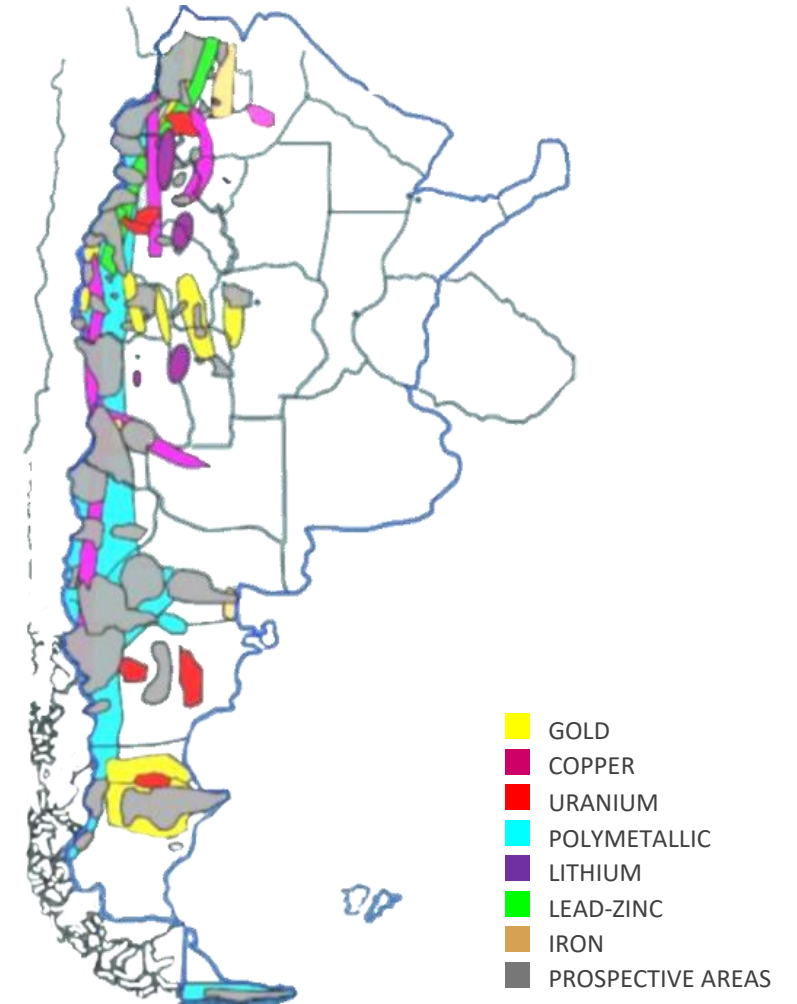 GOLD
COPPER
URANIUM
POLYMETALLIC
LITHIUM
LEAD-ZINC
IRON
PROSPECTIVE AREAS